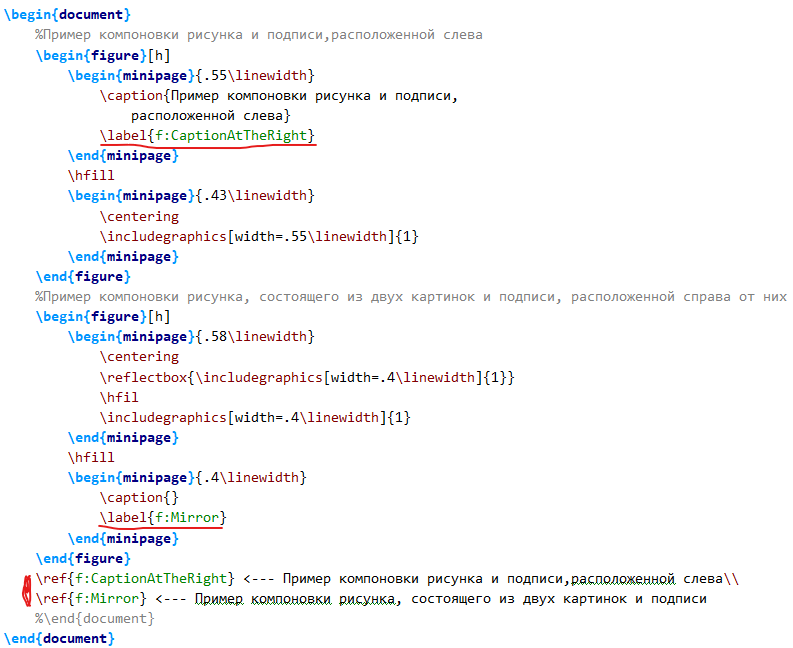 \begin{document}
%Пример компоновки рисунка и подписи,расположенной слева
\begin{figure}[h]
\begin{minipage}{.55\linewidth}
\caption{Пример компоновки рисунка и подписи,
расположенной слева}
\label{f:CaptionAtTheRight}
\end{minipage}
\hfill
\begin{minipage}{.43\linewidth}
\centering
\includegraphics[width=.55\linewidth]{1}
\end{minipage}
\end{figure}
%Пример компоновки рисунка, состоящего из двух картинок и подписи, расположенной справа от них
\begin{figure}[h]
\begin{minipage}{.58\linewidth}
\centering
\reflectbox{\includegraphics[width=.4\linewidth]{1}}
\hfil
\includegraphics[width=.4\linewidth]{1}
\end{minipage}
\hfill
\begin{minipage}{.4\linewidth}
\caption{}
\label{f:Mirror}
\end{minipage}
\end{figure}
\ref{f:CaptionAtTheRight} <--- Пример компоновки рисунка и подписи,расположенной слева\\
\ref{f:Mirror} <--- Пример компоновки рисунка, состоящего из двух картинок и подписи
%\end{document}
\end{document}